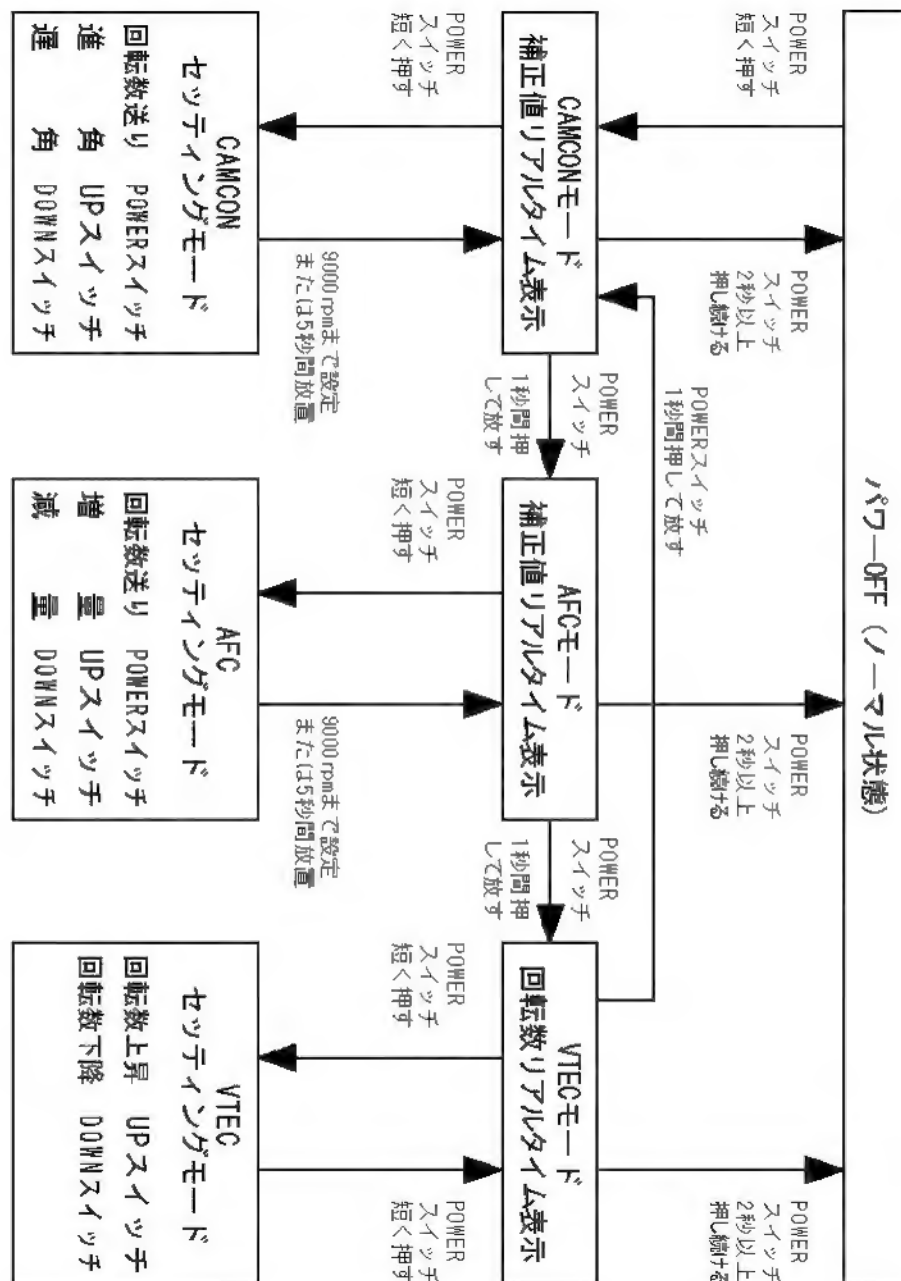 パワーOFF (ノーマル状態)
POWER
スイッチ
短く押す
POWER
スイッチ
2秒以上
押し続ける
POWER
スイッチ
2秒以上
押し続ける
POWER
スイッチ
2秒以上
押し続ける
POWERスイッチ
1秒間押して放す
CAMCONモード
補正値リアルタイム表示
POWER
スイッチ
1秒間押
して放す
AFCモード
補正値リアルタイム表示
POWER
スイッチ
1秒間押
して放す
VTECモード
回転数リアルタイム表示
POWER
スイッチ
短く押す
9000rpmまで設定
または5秒間放置
POWER
スイッチ
短く押す
9000rpmまで設定
または5秒間放置
POWER
スイッチ
短く押す
POWER
スイッチ
短く押す
CAMCON
セッティングモード
回転数送り POWERスイッチ
進 角 UPスイッチ
遅 角 DOWNスイッチ
AFC
セッティングモード
回転数送り POWERスイッチ
増 量 UPスイッチ
減 量 DOWNスイッチ
VTEC
セッティングモード
回転数上昇 UPスイッチ
回転数下降 DOWNスイッチ